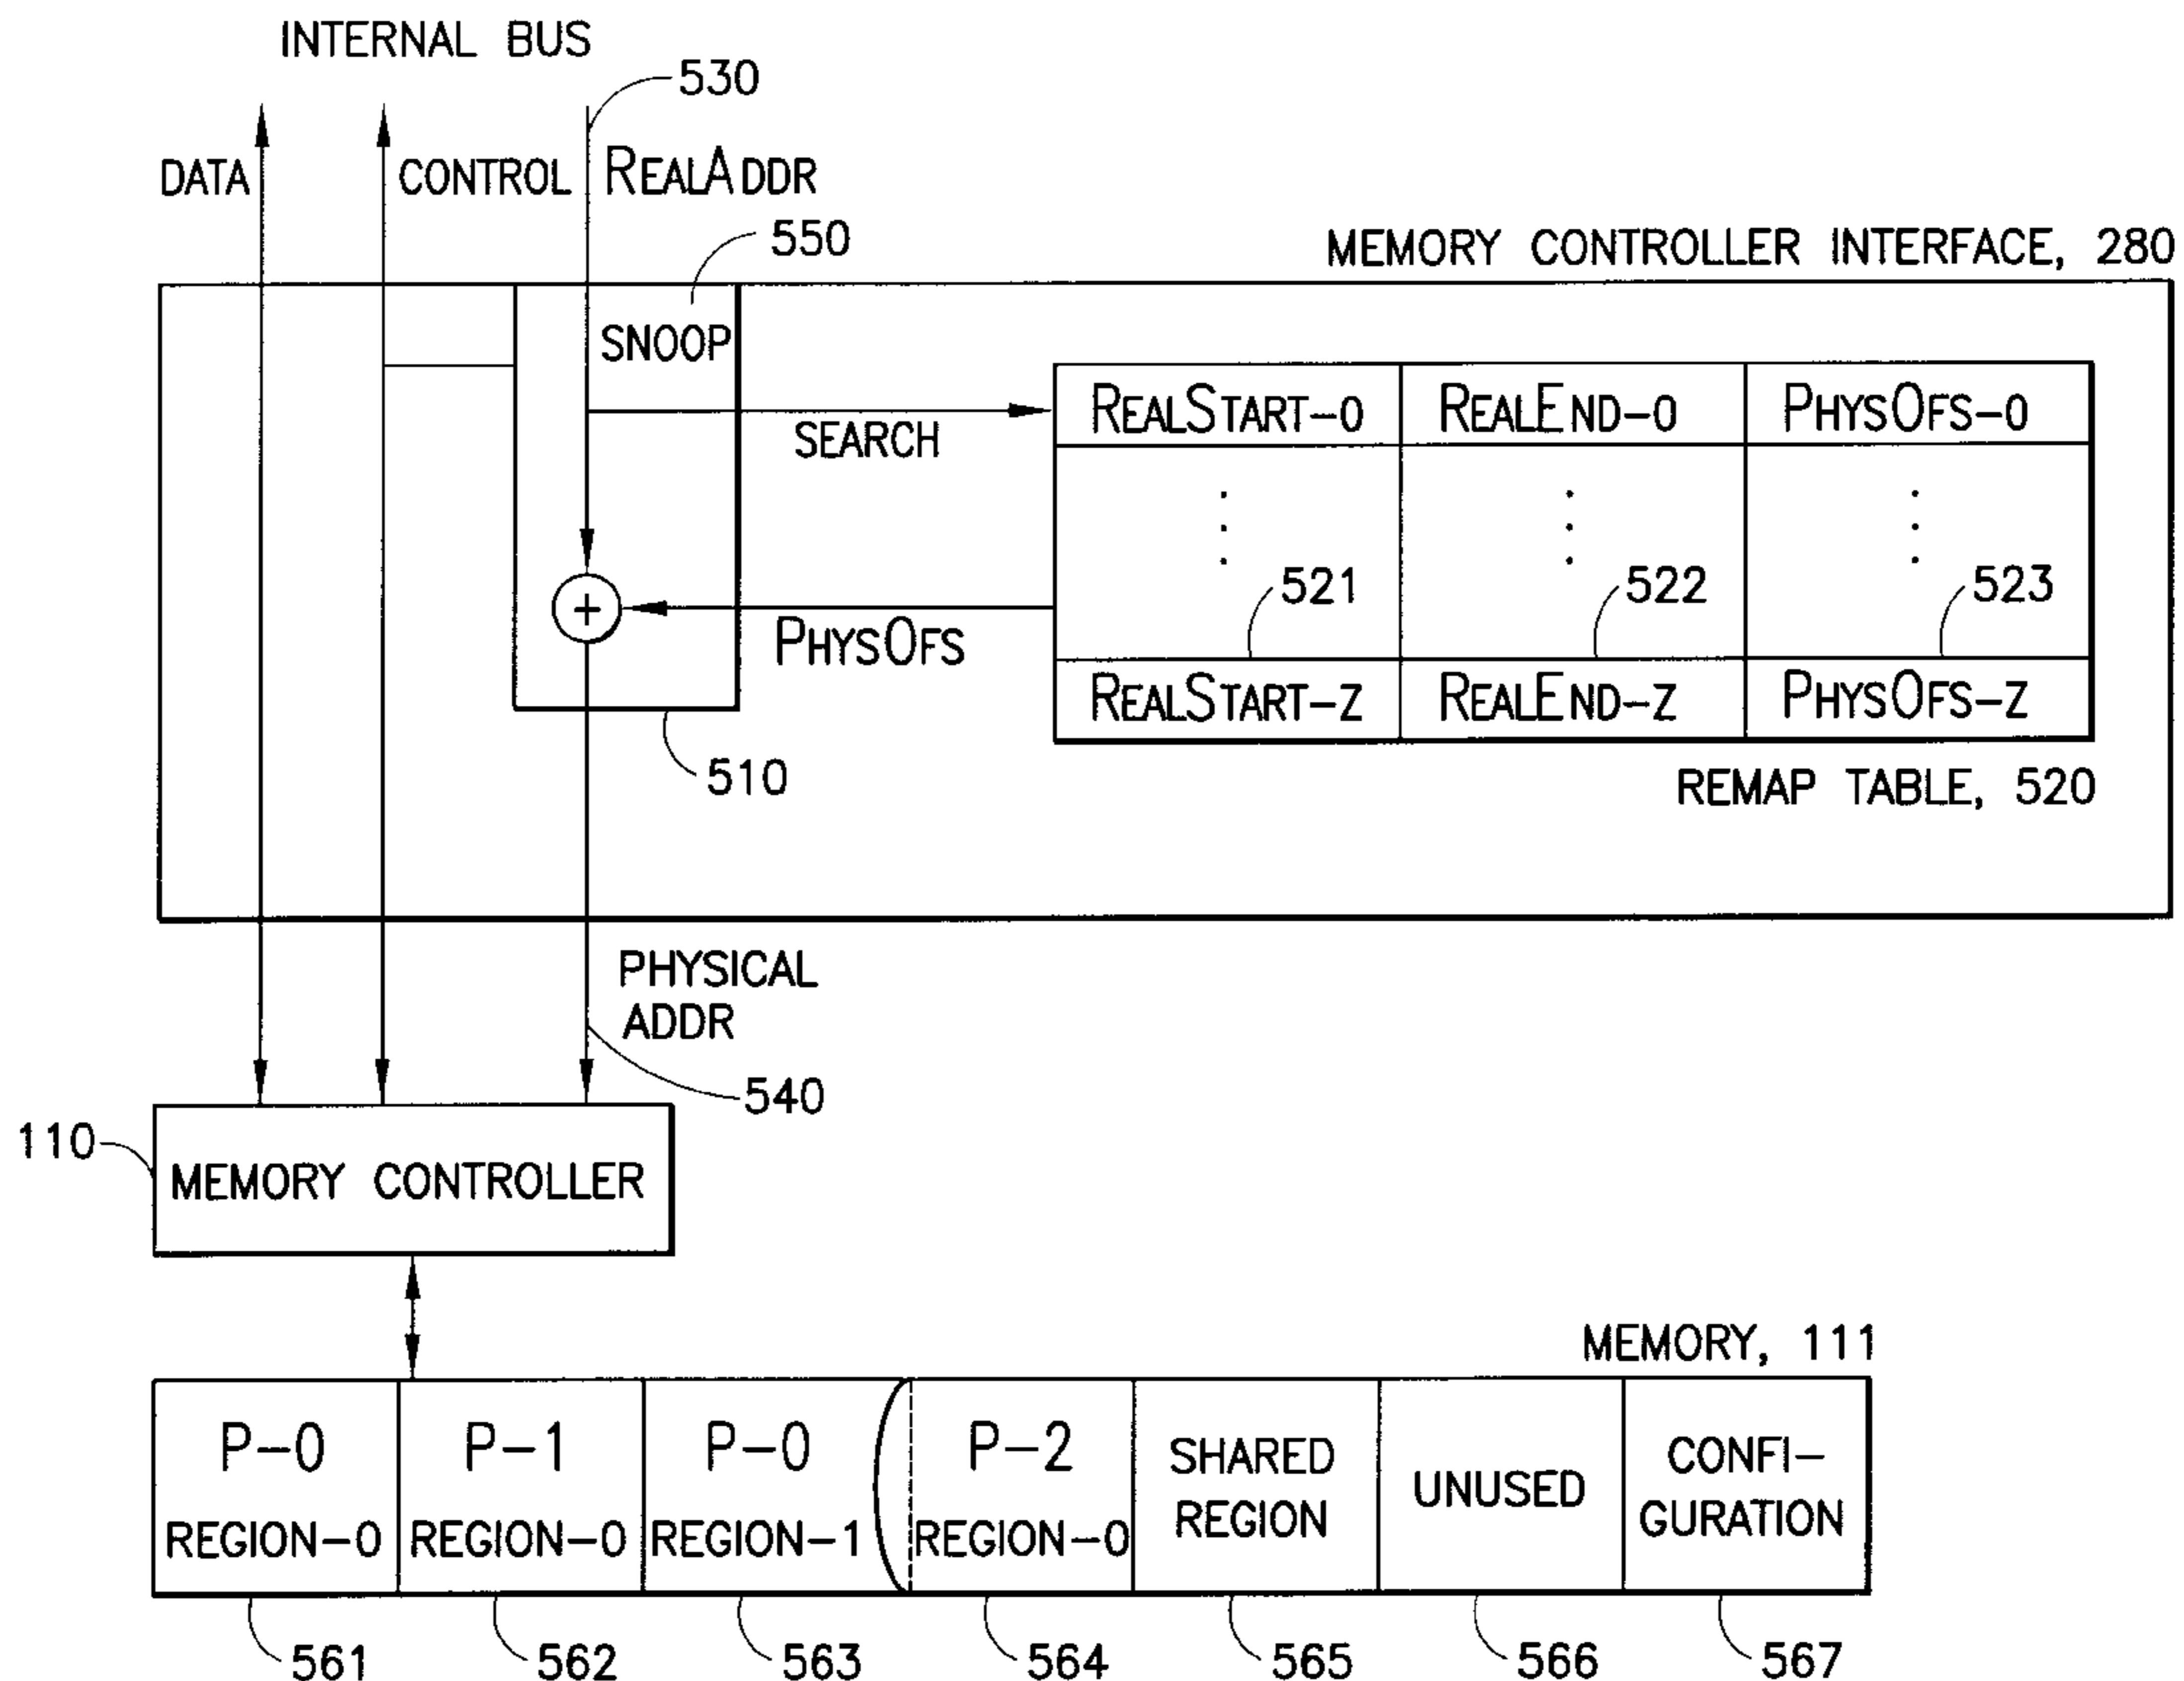 INTERNAL BUS
530
DATA
CONTROL
REALADDR
550
MEMORY CONTROLLER INTERFACE, 280
SNOOP
REALSTART-0 REALEND-0 PHYSOFS-0
SEARCH
521 522 523
PHYSOFS
REALSTART-Z REALEND-Z PHYSOFS-Z
510
REMAP TABLE, 520
PHYSICAL
ADDR
540
110
MEMORY CONTROLLER
MEMORY, 111
P-0 P-1 P-0 P-2 SHARED UNUSED CONFI-
REGION-0 REGION-0 REGION-1 REGION-0 REGION GURATION
561 562 563 564 565 566 567